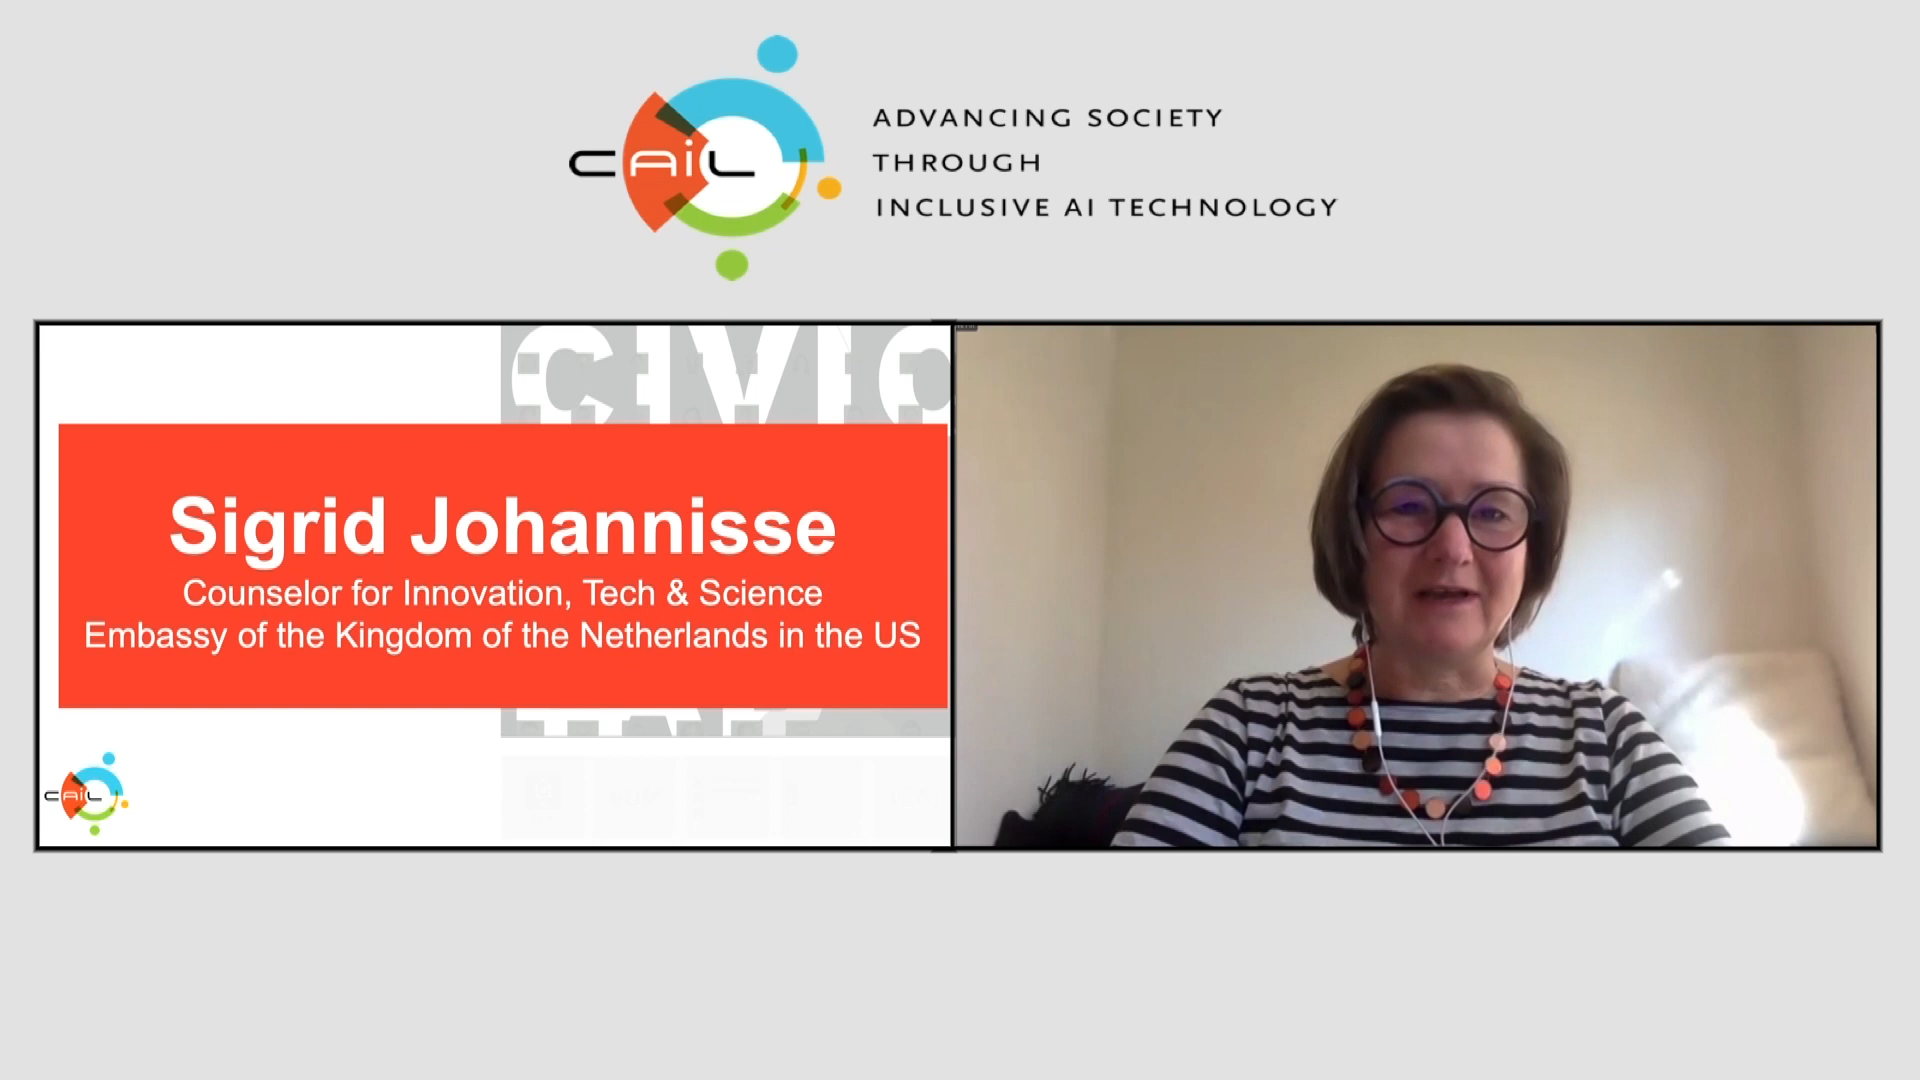 CAiL
ADVANCING SOCIETY
THROUGH
INCLUSIVE AI TECHNOLOGY
CIVIC
Sigrid Johannisse
Counselor for Innovation, Tech & Science
Embassy of the Kingdom of the Netherlands in the US
CAiL